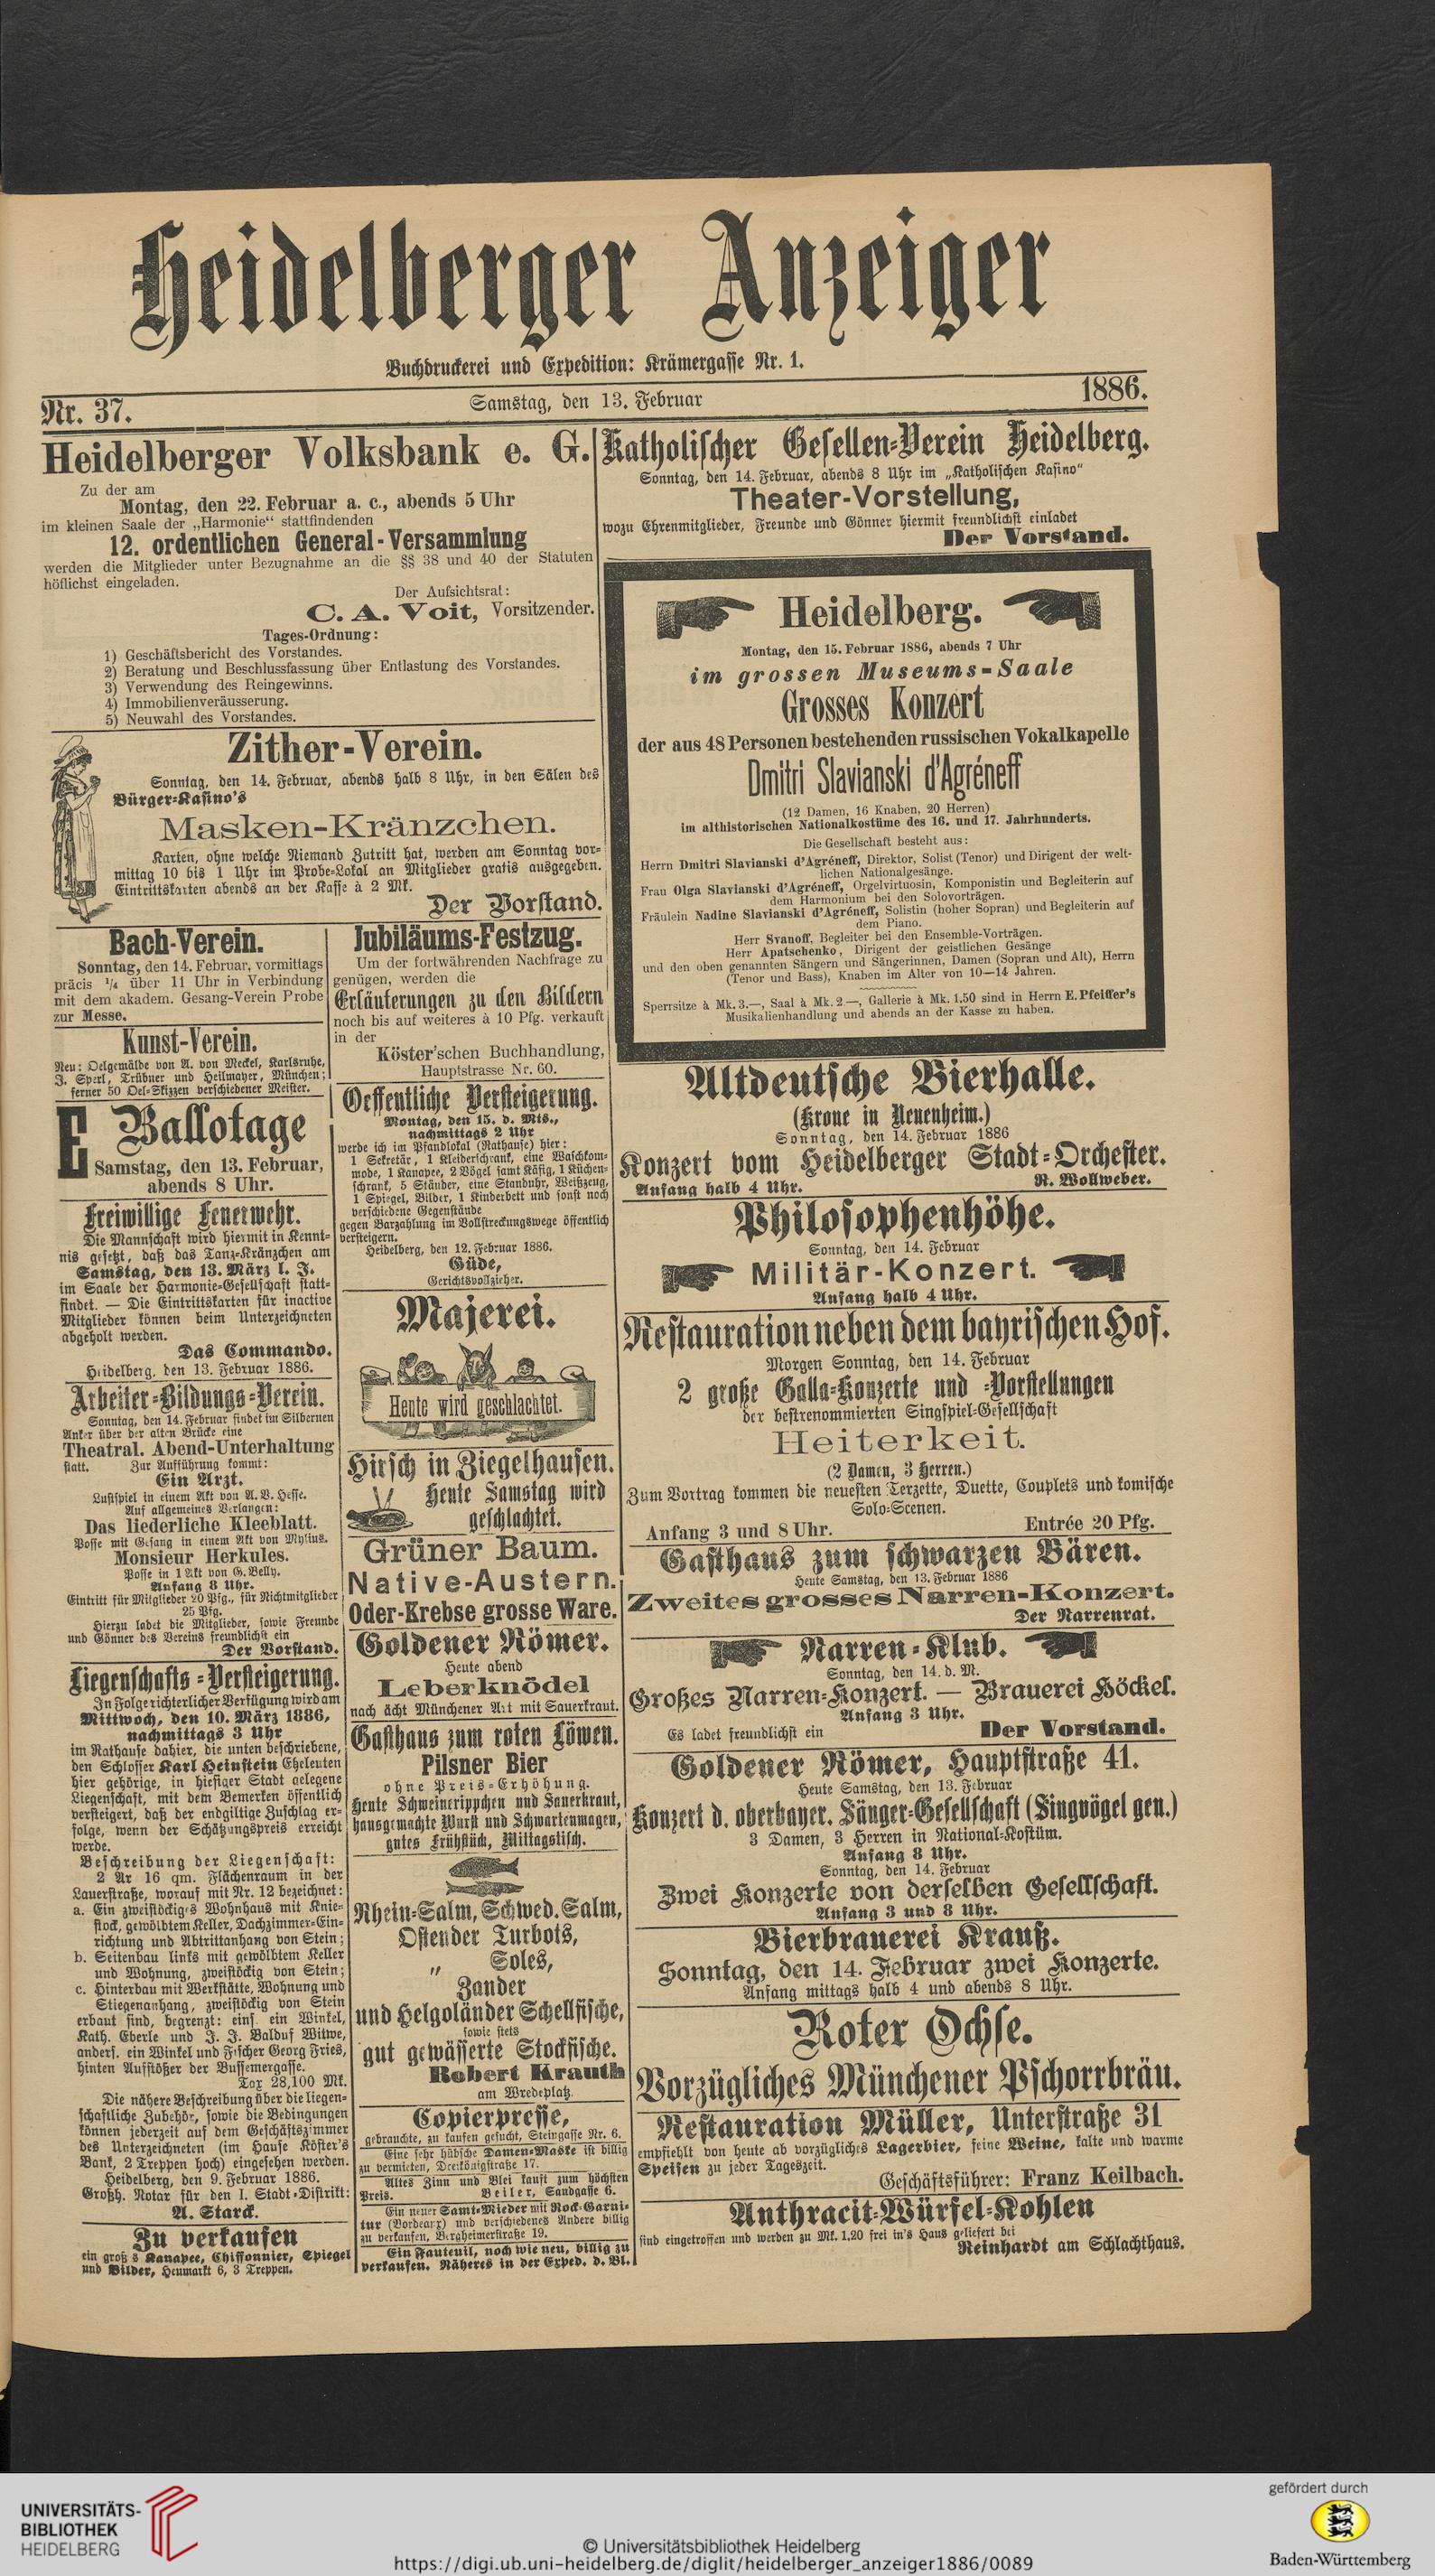 Heidelberger Anzeiger
Buchdruckerei und Expedition: Krämergasse Nr. 1.
Nr. 37.
Samstag, den 13. Februar
1886.
Heidelberger Volksbank e. G.
Zu der am
Montag, den 22. Februar a. c., abends 5 Uhr
im kleinen Saale der „Harmonie“ stattfindenden
12. ordentlichen General-Versammlung
werden die Mitglieder unter Bezugnahme an die §§ 38 und 40 der Statuten
höflichst eingeladen.
Der Aufsichtsrat:
C. A. Voit, Vorsitzender.
Tages-Ordnung:
1) Geschäftsbericht des Vorstandes.
2) Beratung und Beschlussfassung über Entlastung des Vorstandes.
3) Verwendung des Reingewinns.
4) Immobilienveräusserung.
5) Neuwahl des Vorstandes.
Zither-Verein.
Sonntag, den 14. Februar, abends halb 8 Uhr, in den Sälen des
Bürger-Kasino's
Masken-Kränzchen.
Karten, ohne welche Niemand Zutritt hat, werden am Sonntag vor-
mittag 10 bis 1 Uhr im Probe-Lokal an Mitglieder gratis ausgegeben.
Eintrittskarten abends an der Kasse à 2 Mk.
Der Vorstand.
Bach-Verein.
Sonntag, den 14. Februar, vormittags
präcis 1/4 über 11 Uhr in Verbindung
mit dem akadem. Gesang-Verein Probe
zur Messe.
Kunst-Verein.
Neu: Oelgemälde von A. von Meckel, Karlsruhe,
J. Sperl, Trübner und Heilmayer, München;
ferner 50 Oel-Skizzen verschiedener Meister.
E Ballotage
Samstag, den 13. Februar,
abends 8 Uhr.
Freiwillige Feuerwehr.
Die Mannschaft wird hiermit in Kennt-
nis gesetzt, daß das Tanz-Kränzchen am
Samstag, den 13. März l. J.
im Saale der Harmonie-Gesellschaft statt-
findet. — Die Eintrittskarten für inactive
Mitglieder können beim Unterzeichneten
abgeholt werden.
Das Commando.
Heidelberg, den 13. Februar 1886.
Arbeiter-Bildungs-Verein.
Sonntag, den 14. Februar findet im Silbernen
Anker über der alten Brücke eine
Theatral. Abend-Unterhaltung
statt. Zur Aufführung kommt:
Ein Arzt.
Lustspiel in einem Akt von A. B. Hesse.
Auf allgemeines Verlangen:
Das liederliche Kleeblatt.
Posse mit Gesang in einem Akt von Mylius.
Monsieur Herkules.
Posse in 1 Akt von G. Belly.
Anfang 8 Uhr.
Eintritt für Mitglieder 20 Pfg., für Nichtmitglieder
25 Pfg.
Hierzu ladet die Mitglieder, sowie Freunde
und Gönner des Vereins freundlichst ein
Der Vorstand.
Liegenschafts-Versteigerung.
In Folge richterlicher Verfügung wird am
Mittwoch, den 10. März 1886,
nachmittags 3 Uhr
im Rathause dahier, die unten beschriebene,
den Schlosser Karl Heinstein Eheleuten
hier gehörige, in hiesiger Stadt gelegene
Liegenschaft, mit dem Bemerken öffentlich
versteigert, daß der endgiltige Zuschlag er-
folge, wenn der Schätzungspreis erreicht
werde.
Beschreibung der Liegenschaft:
2 Ar 16 qm. Flächenraum in der
Lauerstraße, worauf mit Nr. 12 bezeichnet:
a. Ein zweistöckiges Wohnhaus mit Knie-
stock, gewölbtem Keller, Dachzimmer-Ein-
richtung und Abtrittanhang von Stein;
b. Seitenbau links mit gewölbtem Keller
und Wohnung, zweistöckig von Stein;
c. Hinterbau mit Werkstätte, Wohnung und
Stiegenanhang, zweistöckig von Stein
erbaut sind, begrenzt: eins. ein Winkel,
Kath. Eberle und J. J. Balduf Witwe,
anders. ein Winkel und Fischer Georg Fries,
hinten Aufstößer der Bussemergasse.
Tax 28,100 Mk.
Die nähere Beschreibung über die liegen-
schaftliche Zubehör, sowie die Bedingungen
können jederzeit auf dem Geschäftszimmer
des Unterzeichneten (im Hause Köster's
Bank, 2 Treppen hoch) eingesehen werden.
Heidelberg, den 9. Februar 1886.
Großh. Notar für den I. Stadt-Distrikt:
A. Starck.
Zu verkaufen
ein großes Kanapee, Chiffonnier, Spiegel
und Bilder, Heumarkt 6, 3 Treppen.
Jubiläums-Festzug.
Um der fortwährenden Nachfrage zu
genügen, werden die
Erläuterungen zu den Bildern
noch bis auf weiteres à 10 Pfg. verkauft
in der
Köster'schen Buchhandlung,
Hauptstrasse Nr. 60.
Oeffentliche Versteigerung.
Montag, den 15. d. Mts.,
nachmittags 2 Uhr
werde ich im Pfandlokal (Rathause) hier:
1 Sekretär, 1 Kleiderschrank, eine Waschkom-
mode, 1 Kanapee, 2 Vögel samt Käfig, 1 Küchen-
schrank, 5 Ständer, eine Standuhr, Weißzeug,
1 Spiegel, Bilder, 1 Kinderbett und sonst noch
verschiedene Gegenstände
gegen Barzahlung im Vollstreckungswege öffentlich
versteigern.
Heidelberg, den 12. Februar 1886.
Güde,
Gerichtsvollzieher.
Majerei.
Heute wird geschlachtet.
Hirsch in Ziegelhausen.
Heute Samstag wird
geschlachtet.
Grüner Baum.
Native-Austern.
Oder-Krebse grosse Ware.
Goldener Römer.
Heute abend
Leberknödel
nach ächt Münchener Art mit Sauerkraut.
Gasthaus zum roten Löwen.
Pilsner Bier
ohne Preis-Erhöhung.
Heute Schweinerippchen und Sauerkraut,
hausgemachte Wurst und Schwartenmagen,
gutes Frühstück, Mittagstisch.
Rhein-Salm, Schwed. Salm,
Ostender Turbots,
„ Soles,
Zander
und Helgoländer Schellfische,
sowie stets
gut gewässerte Stockfische.
Robert Krauth
am Wredeplatz.
Copierpresse,
gebrauchte, zu kaufen gesucht, Steingasse Nr. 6.
Eine sehr hübsche Damen-Maske ist billig
zu vermieten, Dreikönigstraße 17.
Altes Zinn und Blei kauft zum höchsten
Preis. Beiler, Sandgasse 6.
Ein neuer Samt-Mieder mit Rock-Garni-
tur (Bordeaux) und verschiedenes Andere billig
zu verkaufen, Bergheimerstraße 19.
Ein Fauteuil, noch wie neu, billig zu
verkaufen. Näheres in der Exped. d. Bl.
Katholischer Gesellen-Verein Heidelberg.
Sonntag, den 14. Februar, abends 8 Uhr im „Katholischen Kasino“
Theater-Vorstellung,
wozu Ehrenmitglieder, Freunde und Gönner hiermit freundlichst einladet
Der Vorstand.
Heidelberg.
Montag, den 15. Februar 1886, abends 7 Uhr
im grossen Museums-Saale
Grosses Konzert
der aus 48 Personen bestehenden russischen Vokalkapelle
Dmitri Slavianski d'Agréneff
(12 Damen, 16 Knaben, 20 Herren)
im althistorischen Nationalkostüme des 16. und 17. Jahrhunderts.
Die Gesellschaft besteht aus:
Herrn Dmitri Slavianski d'Agréneff, Direktor, Solist (Tenor) und Dirigent der welt-
lichen Nationalgesänge.
Frau Olga Slavianski d'Agréneff, Orgelvirtuosin, Komponistin und Begleiterin auf
dem Harmonium bei den Solovorträgen.
Fräulein Nadine Slavianski d'Agréneff, Solistin (hoher Sopran) und Begleiterin auf
dem Piano.
Herr Svanoff, Begleiter bei den Ensemble-Vorträgen.
Herr Apatschenko, Dirigent der geistlichen Gesänge
und den oben genannten Sängern und Sängerinnen, Damen (Sopran und Alt), Herrn
(Tenor und Bass), Knaben im Alter von 10—14 Jahren.
Sperrsitze à Mk. 3.—, Saal à Mk. 2.—, Gallerie à Mk. 1.50 sind in Herrn E. Pfeiffer's
Musikalienhandlung und abends an der Kasse zu haben.
Altdeutsche Bierhalle.
(Krone in Neuenheim.)
Sonntag, den 14. Februar 1886
Konzert vom Heidelberger Stadt-Orchester.
Anfang halb 4 Uhr.
R. Wollweber.
Philosophenhöhe.
Sonntag, den 14. Februar
Militär-Konzert.
Anfang halb 4 Uhr.
Restauration neben dem bayrischen Hof.
Morgen Sonntag, den 14. Februar
2 große Galla-Konzerte und -Vorstellungen
der bestrenommierten Singspiel-Gesellschaft
Heiterkeit.
(2 Damen, 3 Herren.)
Zum Vortrag kommen die neuesten Terzette, Duette, Couplets und komische
Solo-Scenen.
Anfang 3 und 8 Uhr.
Entrée 20 Pfg.
Gasthaus zum schwarzen Bären.
Heute Samstag, den 13. Februar 1886
Zweites grosses Narren-Konzert.
Der Narrenrat.
Narren-Klub.
Sonntag, den 14. d. M.
Großes Narren-Konzert. — Brauerei Höckel.
Anfang 3 Uhr.
Es ladet freundlichst ein
Der Vorstand.
Goldener Römer, Hauptstraße 41.
Heute Samstag, den 13. Februar
Konzert d. oberbayer. Sänger-Gesellschaft (Singvögel gen.)
3 Damen, 3 Herren in National-Kostüm.
Anfang 8 Uhr.
Sonntag, den 14. Februar
Zwei Konzerte von derselben Gesellschaft.
Anfang 3 und 8 Uhr.
Bierbrauerei Krauß.
Sonntag, den 14. Februar zwei Konzerte.
Anfang mittags halb 4 und abends 8 Uhr.
Roter Ochse.
Vorzügliches Münchener Pschorrbräu.
Restauration Müller, Unterstraße 31
empfiehlt von heute ab vorzügliches Lagerbier, feine Weine, kalte und warme
Speisen zu jeder Tageszeit.
Geschäftsführer: Franz Keilbach.
Anthracit-Würfel-Kohlen
sind eingetroffen und werden zu Mk. 1.20 frei in's Haus geliefert bei
Reinhardt am Schlachthaus.
UNIVERSITÄTS-
BIBLIOTHEK
HEIDELBERG
© Universitätsbibliothek Heidelberg
https://digi.ub.uni-heidelberg.de/diglit/heidelberger_anzeiger1886/0089
gefördert durch
Baden-Württemberg